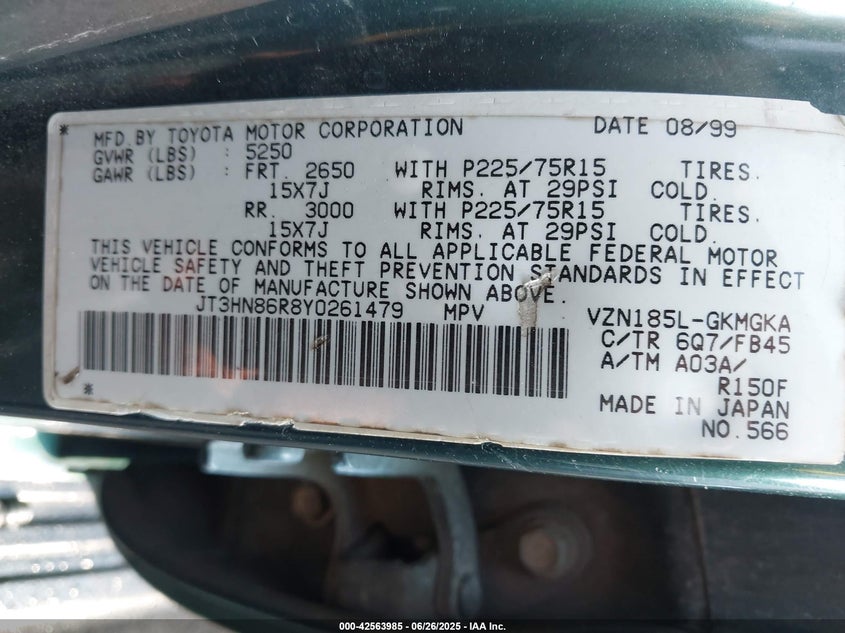 * MFD. BY TOYOTA MOTOR CORPORATION DATE 08/99
GVWR (LBS) : 5250
GAWR (LBS) : FRT. 2650 WITH P225/75R15 TIRES.
15X7J RIMS. AT 29PSI COLD.
RR. 3000 WITH P225/75R15 TIRES.
15X7J RIMS. AT 29PSI COLD.
THIS VEHICLE CONFORMS TO ALL APPLICABLE FEDERAL MOTOR
VEHICLE SAFETY AND THEFT PREVENTION STANDARDS IN EFFECT
ON THE DATE OF MANUFACTURE SHOWN ABOVE.
JT3HN86R8Y0261479 MPV VZN185L-GKMGKA
C/TR 6Q7/FB45
A/TM A03A/
* R150F
MADE IN JAPAN
NO. 566
000-42563985 - 06/26/2025 - IAA Inc.